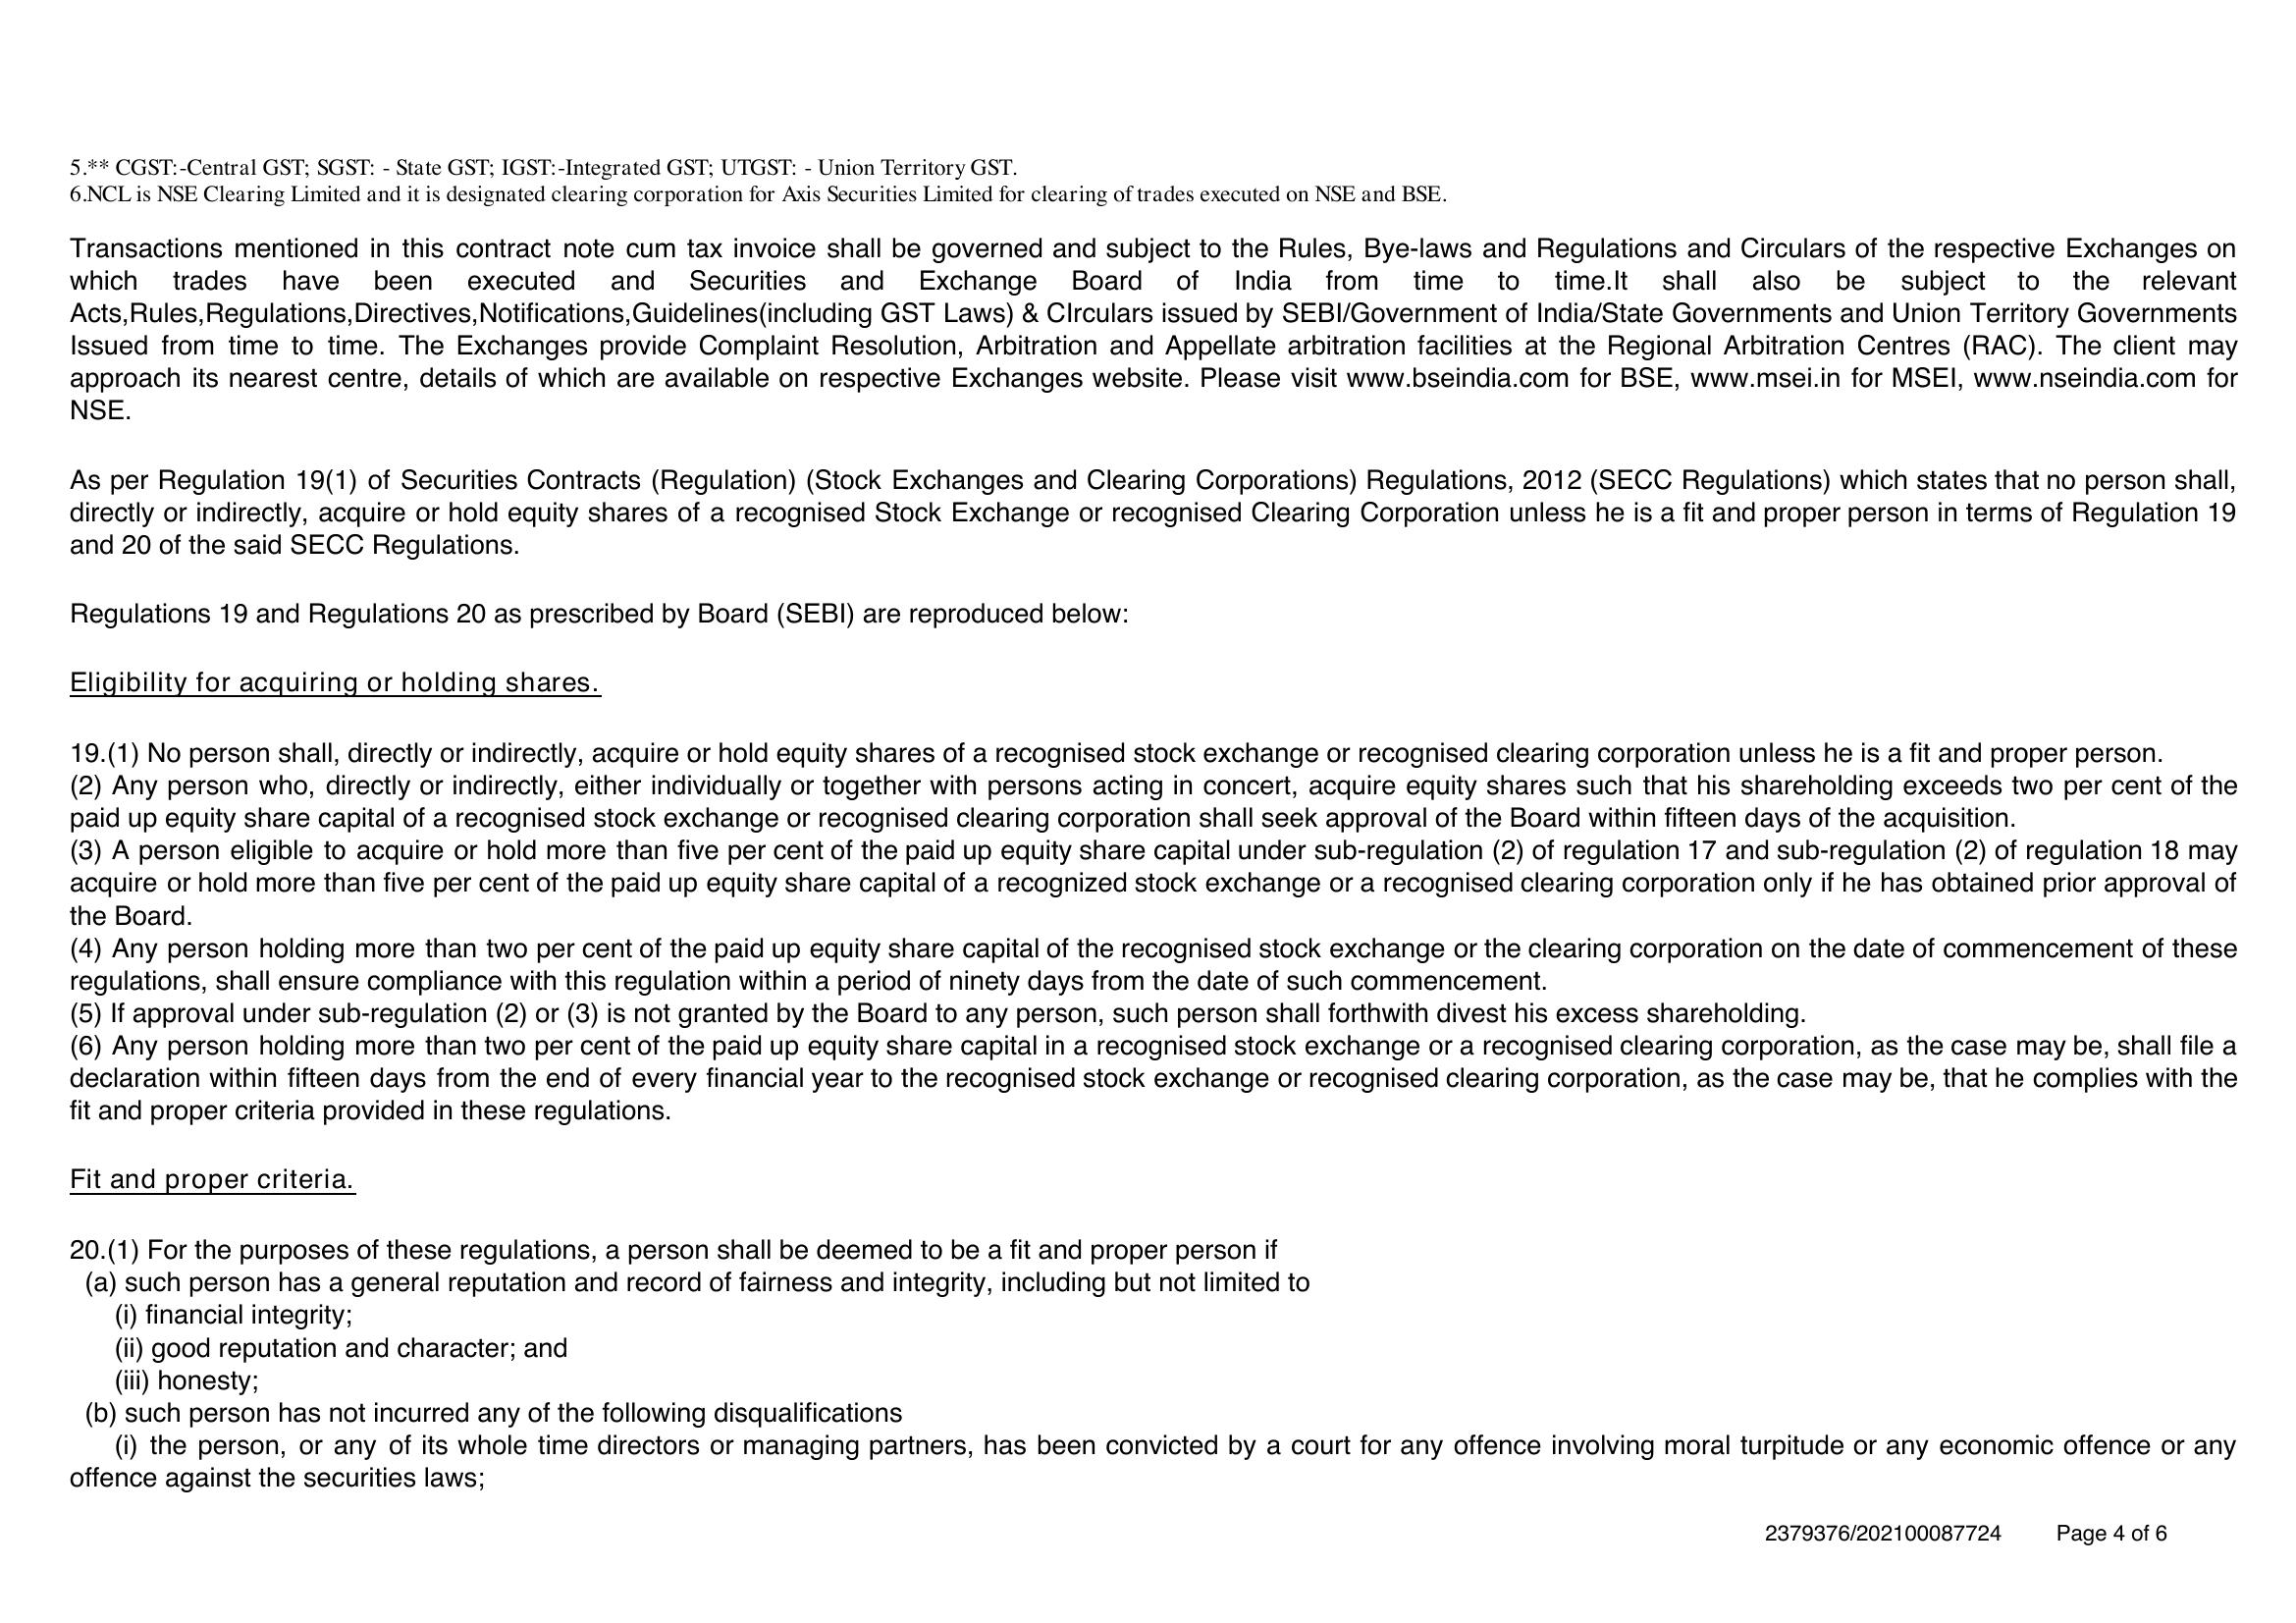 5.** CGST:-Central GST; SGST: - State GST; IGST:-Integrated GST; UTGST: - Union Territory GST.
6.NCL is NSE Clearing Limited and it is designated clearing corporation for Axis Securities Limited for clearing of trades executed on NSE and BSE.
Transactions mentioned in this contract note cum tax invoice shall be governed and subject to the Rules, Bye-laws and Regulations and Circulars of the respective Exchanges on
which trades have been executed and Securities and Exchange Board of India from time to time.It shall also be subject to the relevant
Acts,Rules,Regulations,Directives,Notifications,Guidelines(including GST Laws) & CIrculars issued by SEBI/Government of India/State Governments and Union Territory Governments
Issued from time to time. The Exchanges provide Complaint Resolution, Arbitration and Appellate arbitration facilities at the Regional Arbitration Centres (RAC). The client may
approach its nearest centre, details of which are available on respective Exchanges website. Please visit www.bseindia.com for BSE, www.msei.in for MSEI, www.nseindia.com for
NSE.
As per Regulation 19(1) of Securities Contracts (Regulation) (Stock Exchanges and Clearing Corporations) Regulations, 2012 (SECC Regulations) which states that no person shall,
directly or indirectly, acquire or hold equity shares of a recognised Stock Exchange or recognised Clearing Corporation unless he is a fit and proper person in terms of Regulation 19
and 20 of the said SECC Regulations.
Regulations 19 and Regulations 20 as prescribed by Board (SEBI) are reproduced below:
Eligibility for acquiring or holding shares.
19.(1) No person shall, directly or indirectly, acquire or hold equity shares of a recognised stock exchange or recognised clearing corporation unless he is a fit and proper person.
(2) Any person who, directly or indirectly, either individually or together with persons acting in concert, acquire equity shares such that his shareholding exceeds two per cent of the
paid up equity share capital of a recognised stock exchange or recognised clearing corporation shall seek approval of the Board within fifteen days of the acquisition.
(3) A person eligible to acquire or hold more than five per cent of the paid up equity share capital under sub-regulation (2) of regulation 17 and sub-regulation (2) of regulation 18 may
acquire or hold more than five per cent of the paid up equity share capital of a recognized stock exchange or a recognised clearing corporation only if he has obtained prior approval of
the Board.
(4) Any person holding more than two per cent of the paid up equity share capital of the recognised stock exchange or the clearing corporation on the date of commencement of these
regulations, shall ensure compliance with this regulation within a period of ninety days from the date of such commencement.
(5) If approval under sub-regulation (2) or (3) is not granted by the Board to any person, such person shall forthwith divest his excess shareholding.
(6) Any person holding more than two per cent of the paid up equity share capital in a recognised stock exchange or a recognised clearing corporation, as the case may be, shall file a
declaration within fifteen days from the end of every financial year to the recognised stock exchange or recognised clearing corporation, as the case may be, that he complies with the
fit and proper criteria provided in these regulations.
Fit and proper criteria.
20.(1) For the purposes of these regulations, a person shall be deemed to be a fit and proper person if
(a) such person has a general reputation and record of fairness and integrity, including but not limited to
(i) financial integrity;
(ii) good reputation and character; and
(iii) honesty;
(b) such person has not incurred any of the following disqualifications
(i) the person, or any of its whole time directors or managing partners, has been convicted by a court for any offence involving moral turpitude or any economic offence or any
offence against the securities laws;
2379376/202100087724 Page 4 of 6